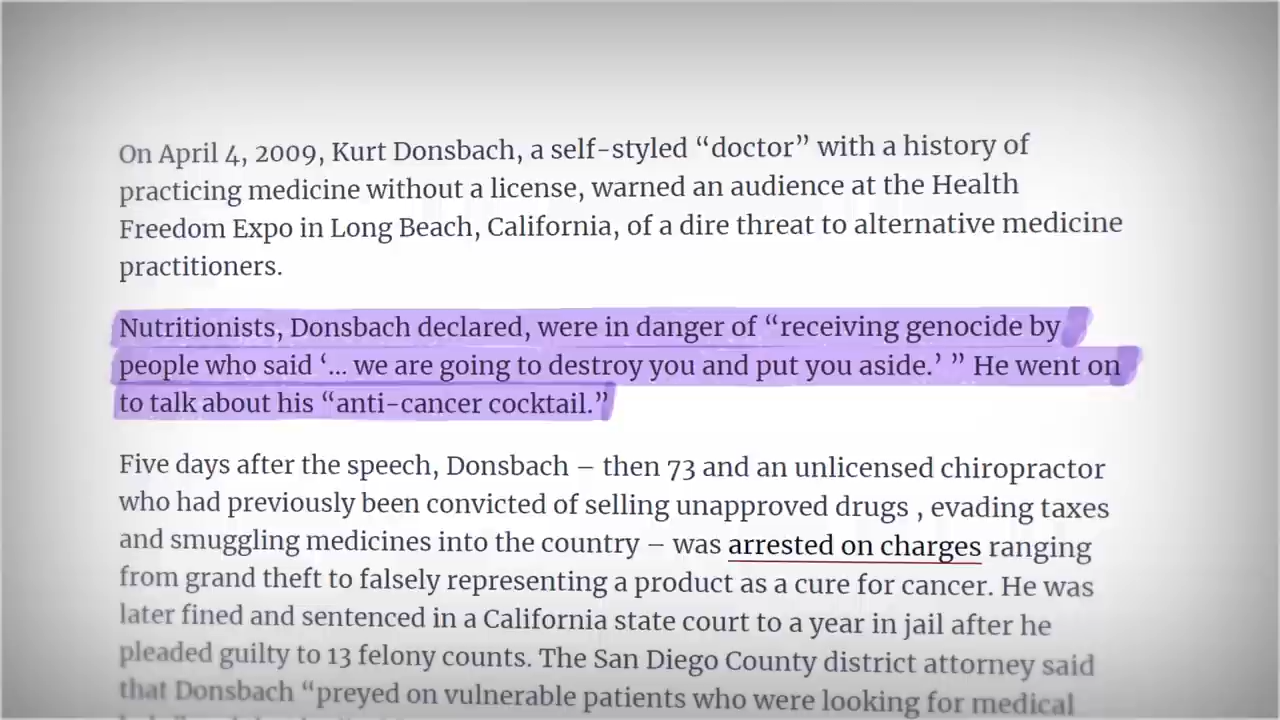 On April 4, 2009, Kurt Donsbach, a self-styled “doctor” with a history of
practicing medicine without a license, warned an audience at the Health
Freedom Expo in Long Beach, California, of a dire threat to alternative medicine
practitioners.
Nutritionists, Donsbach declared, were in danger of “receiving genocide by
people who said ‘... we are going to destroy you and put you aside.’ ” He went on
to talk about his “anti-cancer cocktail.”
Five days after the speech, Donsbach – then 73 and an unlicensed chiropractor
who had previously been convicted of selling unapproved drugs , evading taxes
and smuggling medicines into the country – was arrested on charges ranging
from grand theft to falsely representing a product as a cure for cancer. He was
later fined and sentenced in a California state court to a year in jail after he
pleaded guilty to 13 felony counts. The San Diego County district attorney said
that Donsbach “preyed on vulnerable patients who were looking for medical